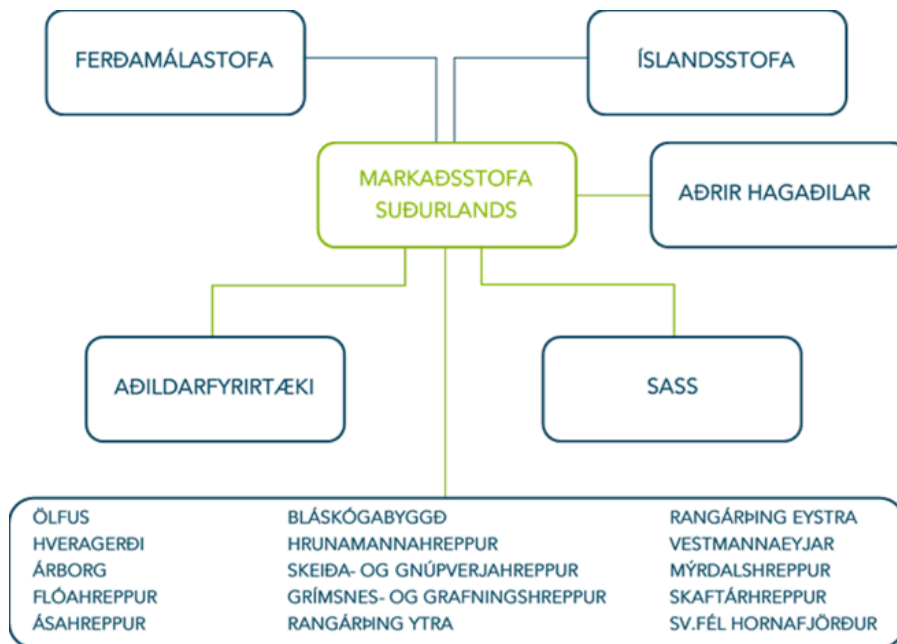 FERÐAMÁLASTOFA
ÍSLANDSSTOFA
MARKAÐSSTOFA
SUÐURLANDS
AÐRIR HAGAÐILAR
AÐILDARFYRIRTÆKI
SASS
ÖLFUS
HVERAGERÐI
ÁRBORG
FLÓAHREPPUR
ÁSAHREPPUR
BLÁSKÓGABYGGÐ
HRUNAMANNAHREPPUR
SKEIÐA- OG GNÚPVERJAHREPPUR
GRÍMSNES- OG GRAFNINGSHREPPUR
RANGÁRÞING YTRA
RANGÁRÞING EYSTRA
VESTMANNAEYJAR
MÝRDALSHREPPUR
SKAFTÁRHREPPUR
SV.FÉL HORNAFJÖRÐUR